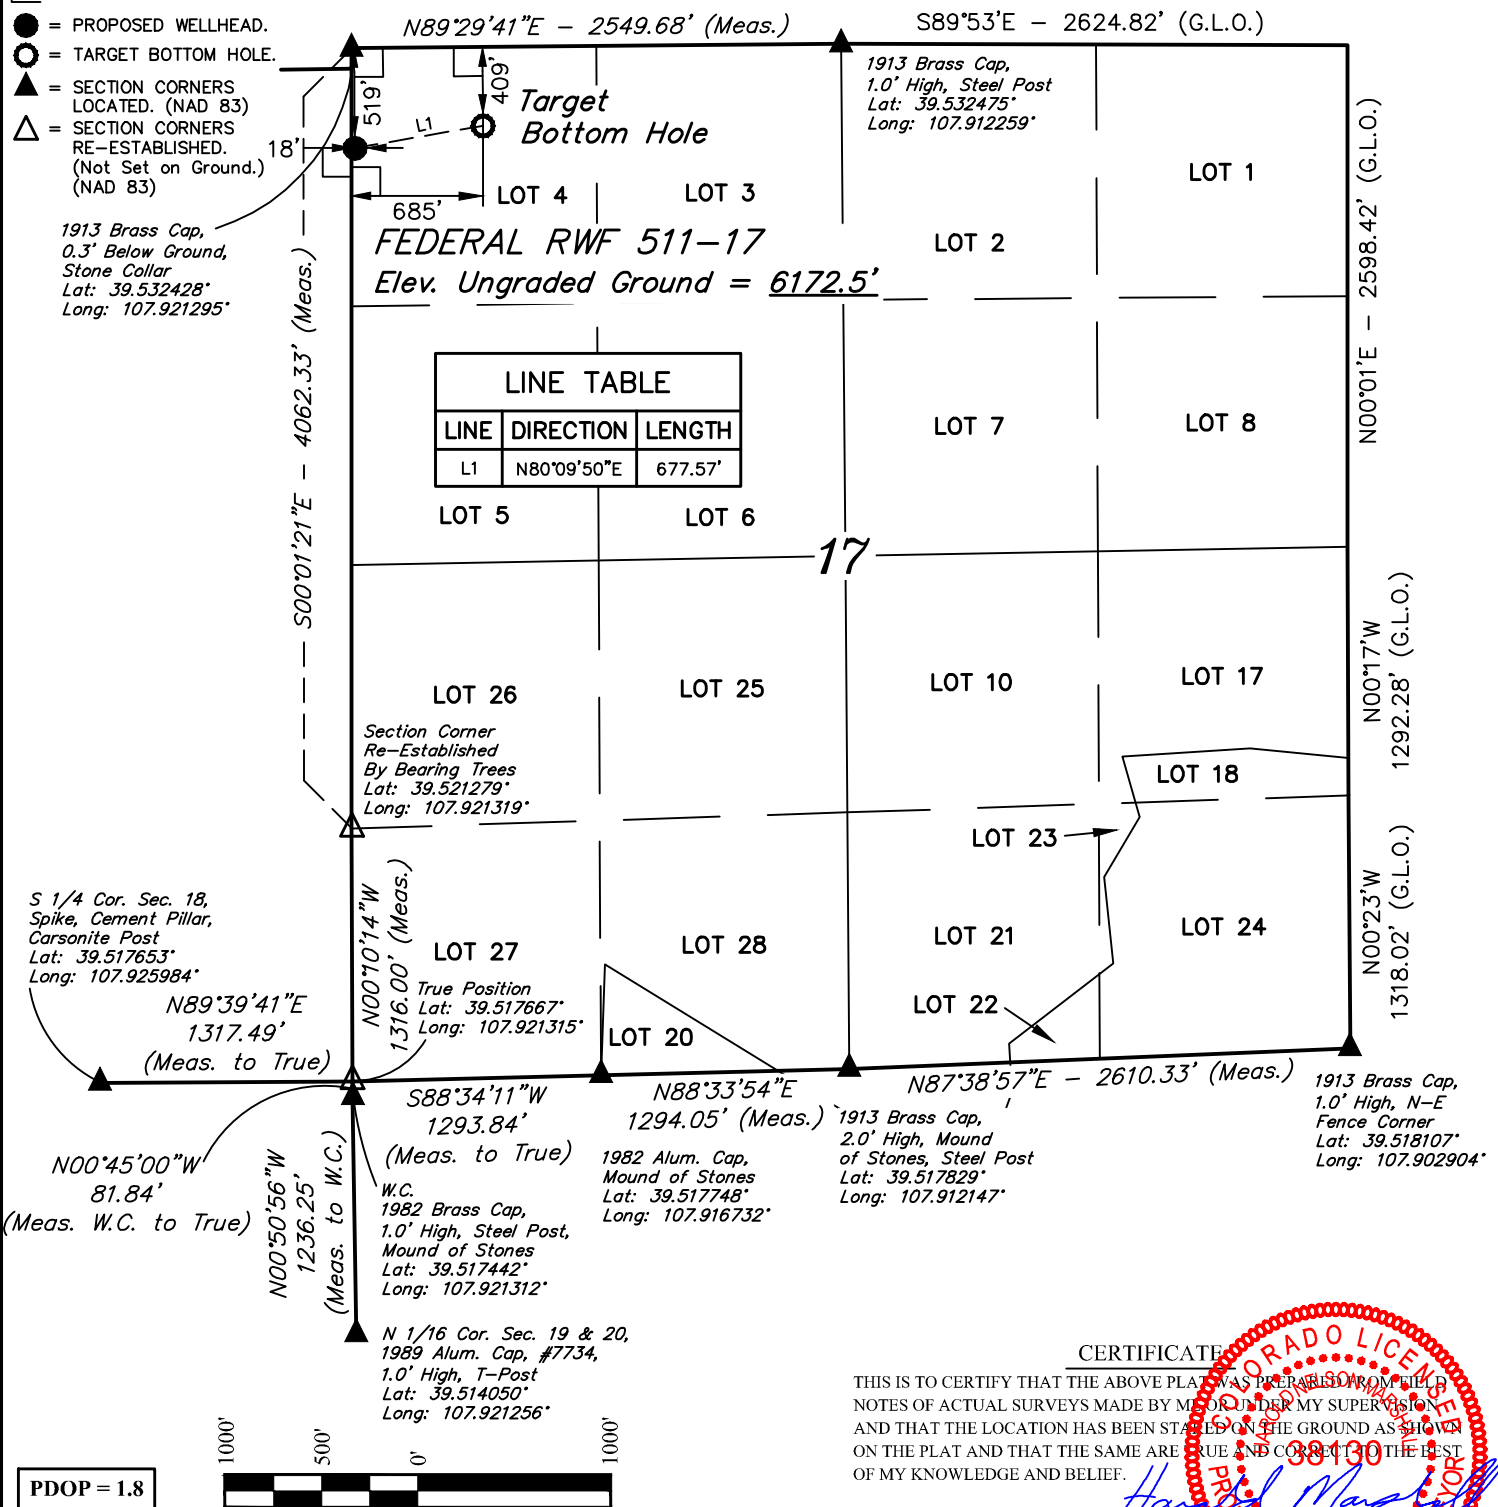 = PROPOSED WELLHEAD.
= TARGET BOTTOM HOLE.
= SECTION CORNERS
LOCATED. (NAD 83)
= SECTION CORNERS
RE-ESTABLISHED.
(Not Set on Ground.)
(NAD 83)
N89°29'41"E - 2549.68' (Meas.)
S89°53'E - 2624.82' (G.L.O.)
1913 Brass Cap,
1.0' High, Steel Post
Lat: 39.532475°
Long: 107.912259°
519'
409'
L1
18'
685'
Target
Bottom Hole
LOT 4
LOT 3
LOT 2
LOT 1
1913 Brass Cap,
0.3' Below Ground,
Stone Collar
Lat: 39.532428°
Long: 107.921295°
FEDERAL RWF 511-17
Elev. Ungraded Ground = 6172.5'
N00°01'E - 2598.42' (G.L.O.)
S00°01'21"E - 4062.33' (Meas.)
LINE TABLE
LINE DIRECTION LENGTH
L1 N80°09'50"E 677.57'
LOT 7
LOT 8
LOT 5
LOT 6
17
LOT 26
LOT 25
LOT 10
LOT 17
N00°17'W
1292.28' (G.L.O.)
Section Corner
Re-Established
By Bearing Trees
Lat: 39.521279°
Long: 107.921319°
LOT 18
LOT 23
S 1/4 Cor. Sec. 18,
Spike, Cement Pillar,
Carsonite Post
Lat: 39.517653°
Long: 107.925984°
N00°10'14"W
1316.00' (Meas.)
LOT 27
LOT 28
LOT 21
LOT 24
N00°23'W
1318.02' (G.L.O.)
True Position
Lat: 39.517667°
Long: 107.921315°
LOT 22
LOT 20
N89°39'41"E
1317.49'
(Meas. to True)
S88°34'11"W
1293.84'
(Meas. to True)
N88°33'54"E
1294.05' (Meas.)
N87°38'57"E - 2610.33' (Meas.)
1913 Brass Cap,
1.0' High, N-E
Fence Corner
Lat: 39.518107°
Long: 107.902904°
1913 Brass Cap,
2.0' High, Mound
of Stones, Steel Post
Lat: 39.517829°
Long: 107.912147°
1982 Alum. Cap,
Mound of Stones
Lat: 39.517748°
Long: 107.916732°
N00°45'00"W
81.84'
(Meas. W.C. to True)
N00°50'56"W
1236.25'
(Meas. to W.C.)
W.C.
1982 Brass Cap,
1.0' High, Steel Post,
Mound of Stones
Lat: 39.517442°
Long: 107.921312°
N 1/16 Cor. Sec. 19 & 20,
1989 Alum. Cap, #7734,
1.0' High, T-Post
Lat: 39.514050°
Long: 107.921256°
CERTIFICATE
THIS IS TO CERTIFY THAT THE ABOVE PLAT WAS PREPARED FROM FIELD
NOTES OF ACTUAL SURVEYS MADE BY ME OR UNDER MY SUPERVISION
AND THAT THE LOCATION HAS BEEN STAKED ON THE GROUND AS SHOWN
ON THE PLAT AND THAT THE SAME ARE TRUE AND CORRECT TO THE BEST
OF MY KNOWLEDGE AND BELIEF.
COLORADO LICENSED
HAROLD NELSON MARSHALL
38130
Harold Marshall
1000' 500' 0' 1000'
PDOP = 1.8